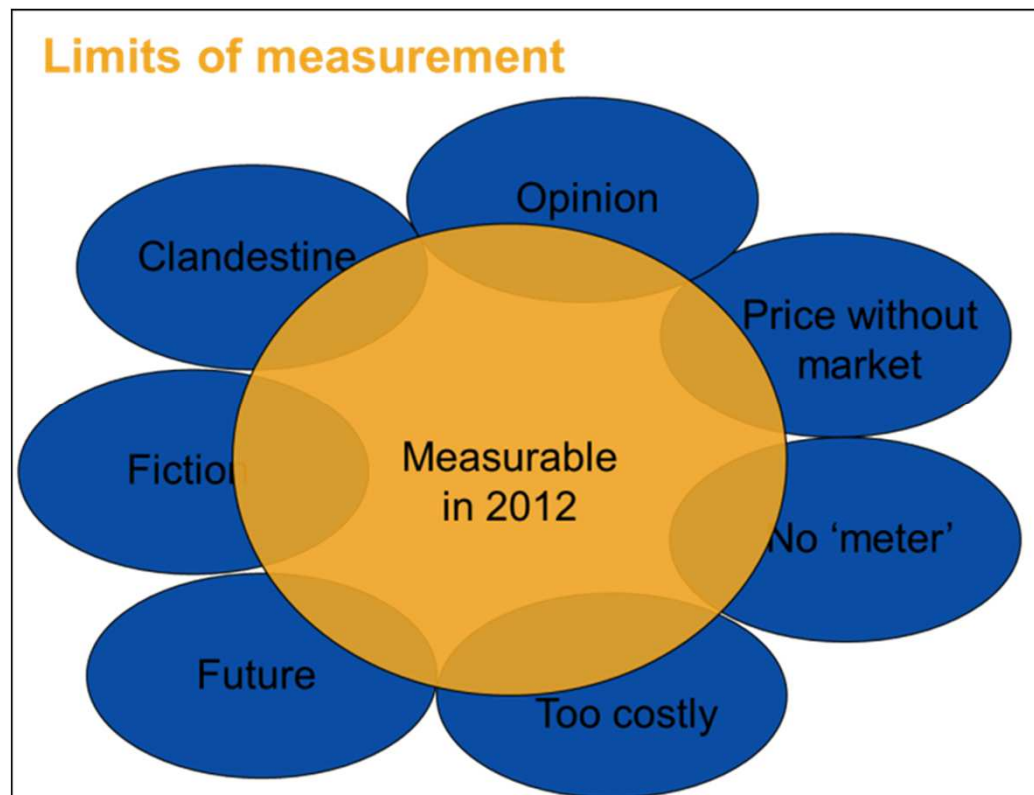 Limits of measurement
Opinion
Clandestine
Price without
market
Fiction
Measurable
in 2012
No ‘meter’
Future
Too costly